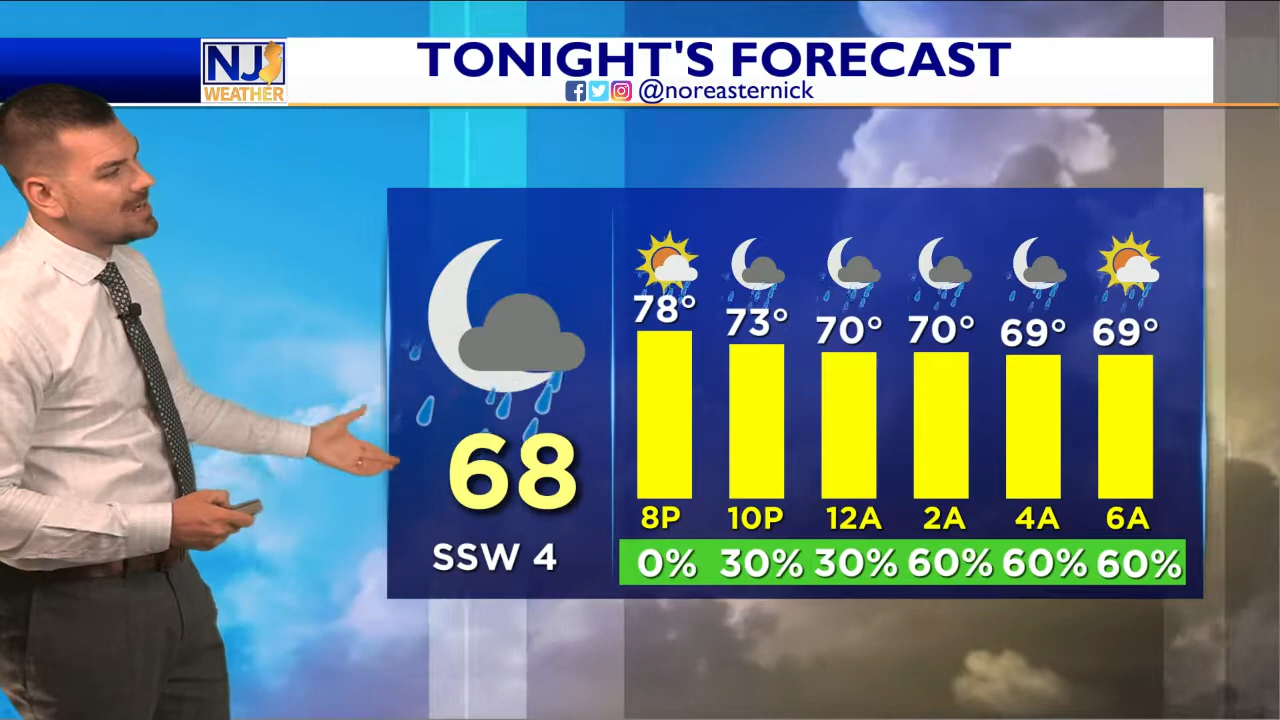 NJ
WEATHER
TONIGHT'S FORECAST
@noreasternick
68
SSW 4
78° 73° 70° 70° 69° 69°
8P 10P 12A 2A 4A 6A
0% 30% 30% 60% 60% 60%